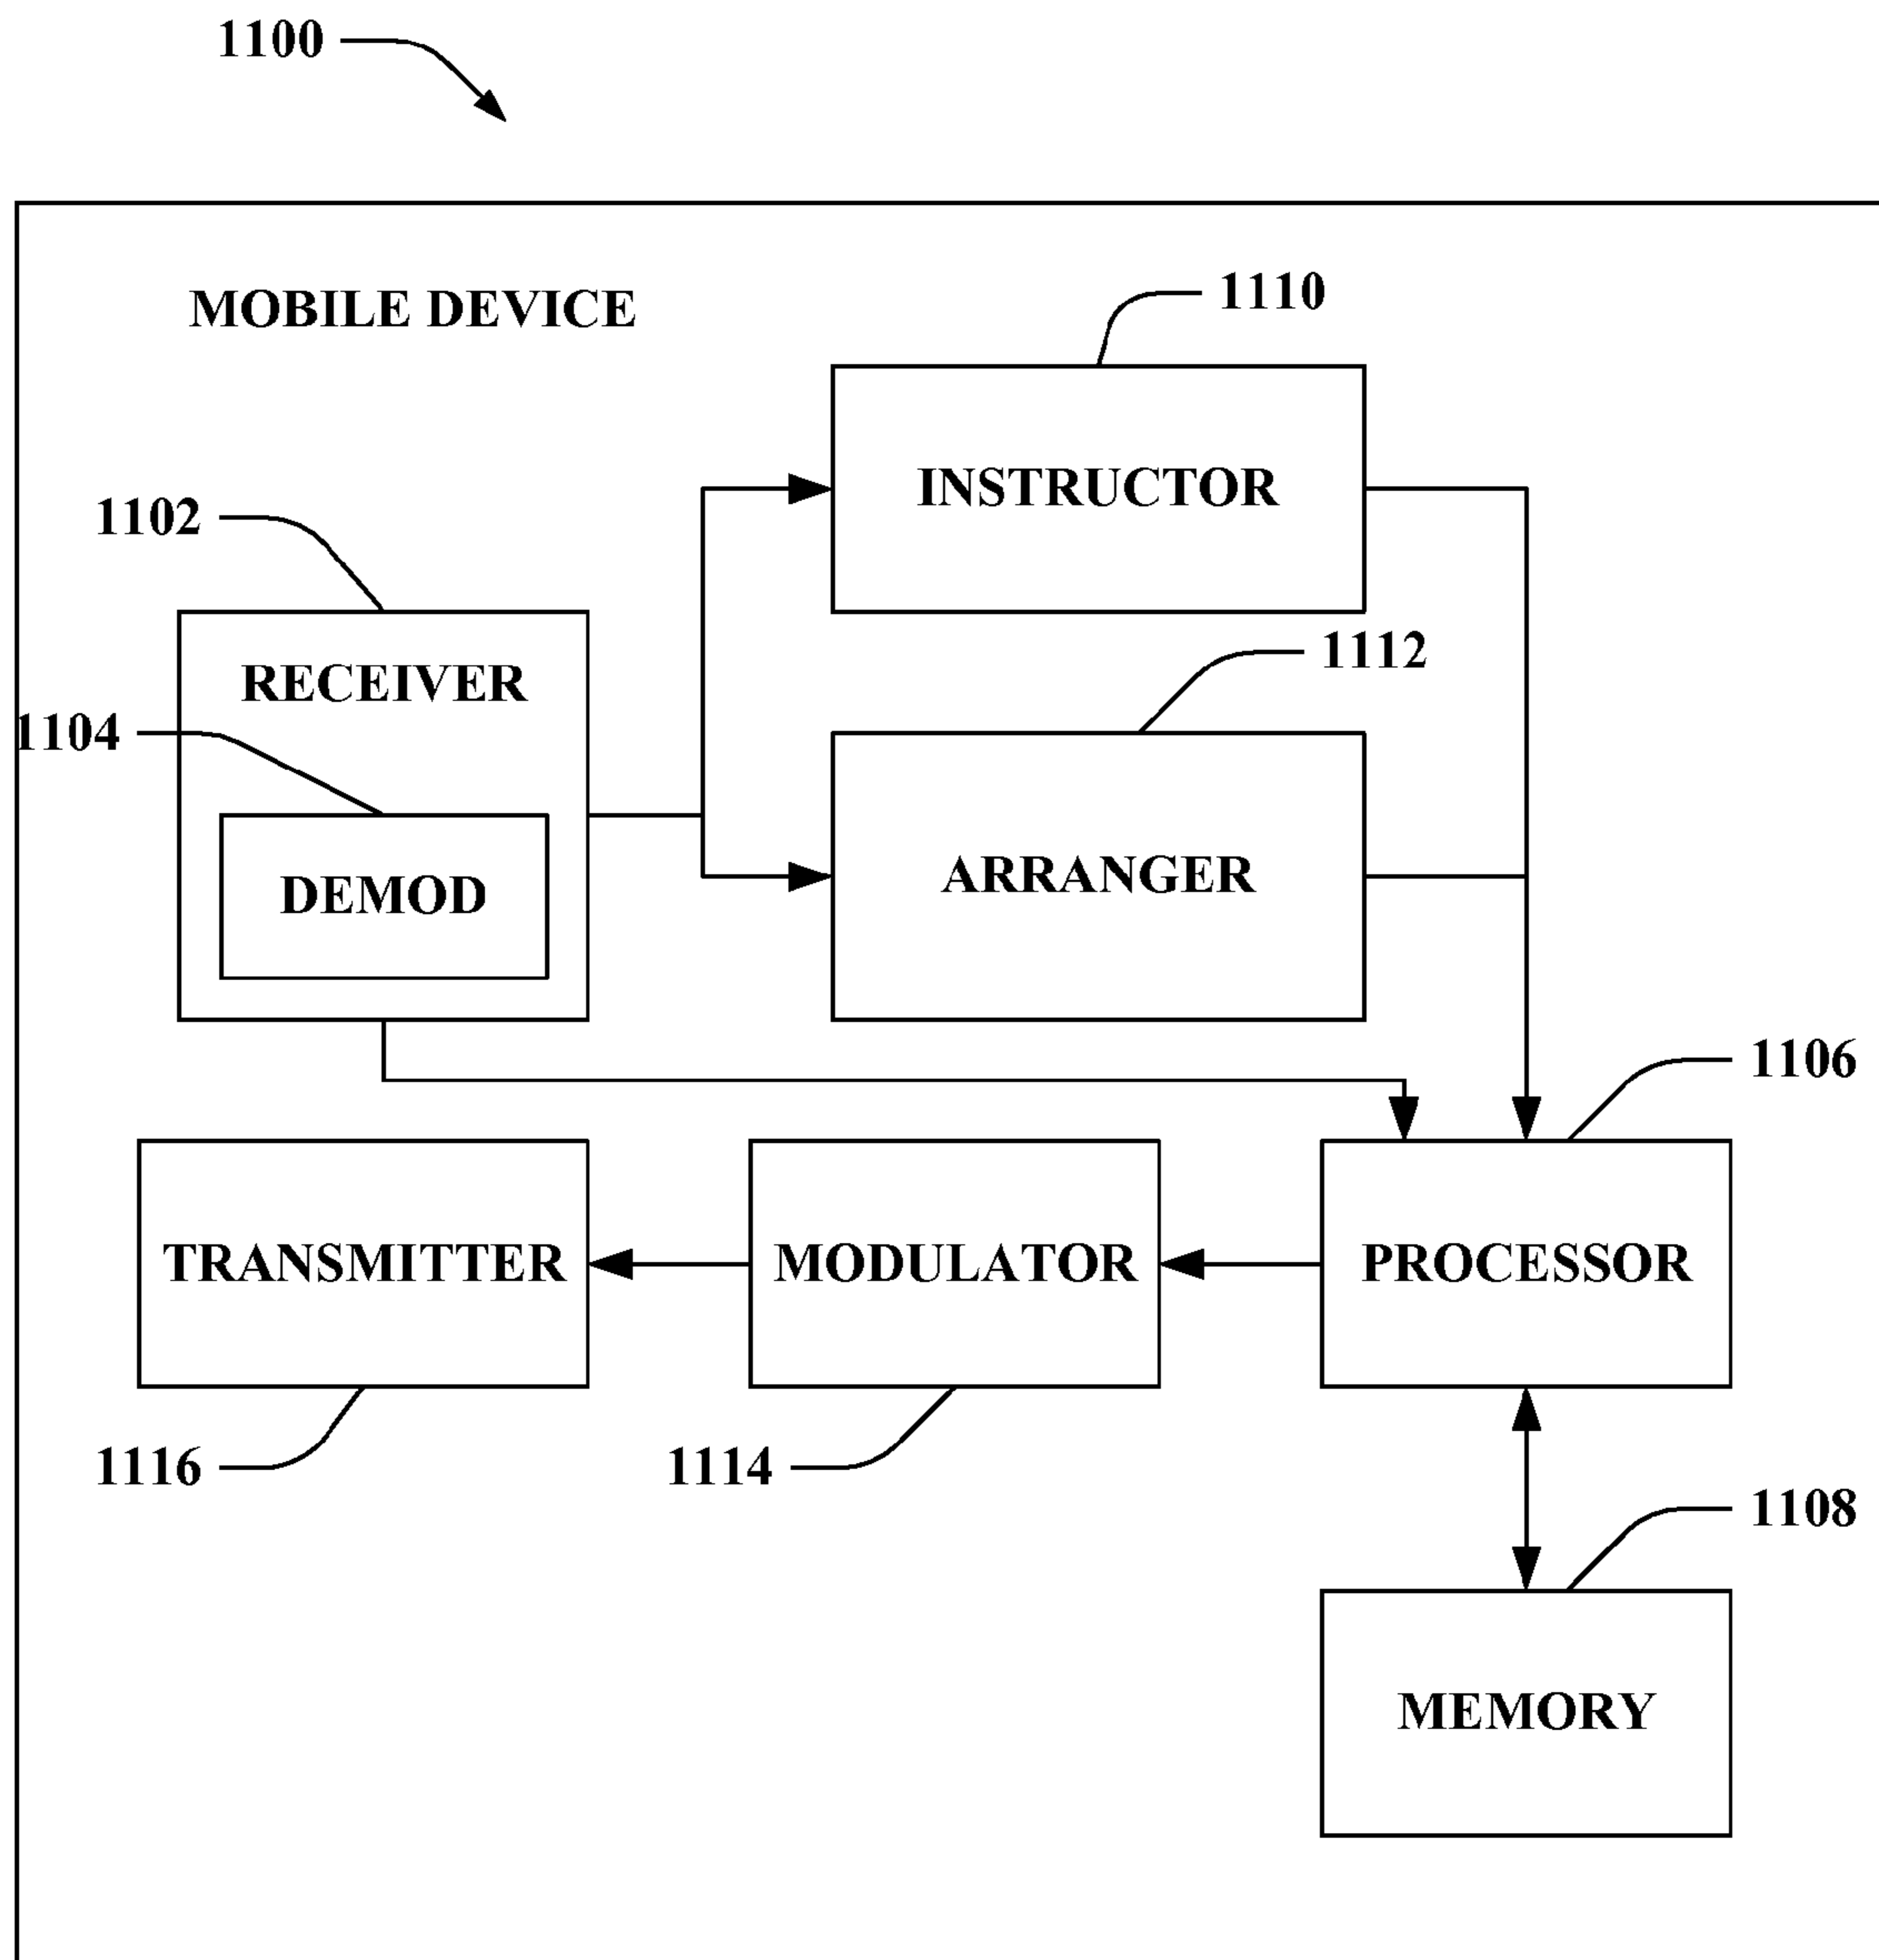 1100
MOBILE DEVICE
1110
INSTRUCTOR
1102
RECEIVER
1112
1104
ARRANGER
DEMOD
1106
TRANSMITTER
MODULATOR
PROCESSOR
1116
1114
1108
MEMORY